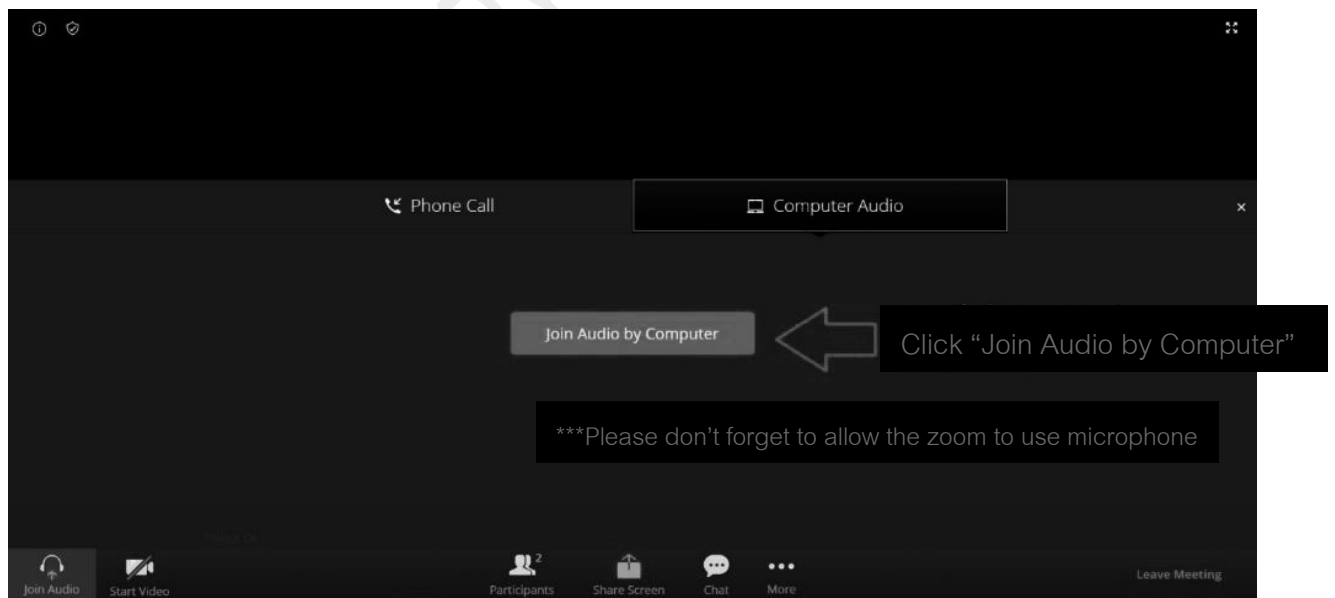 Phone Call
Computer Audio
Join Audio by Computer
Click “Join Audio by Computer”
***Please don’t forget to allow the zoom to use microphone
Join Audio
Start Video
Participants
2
Share Screen
Chat
More
Leave Meeting